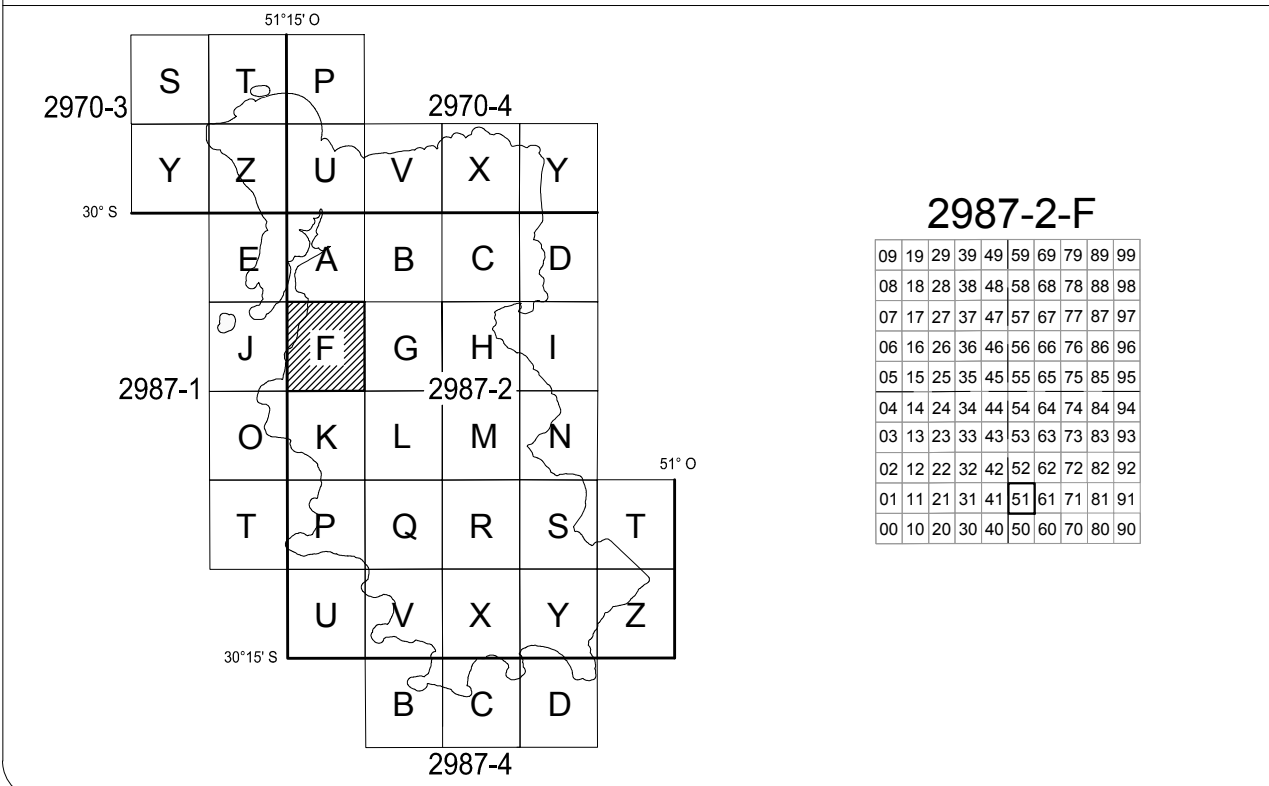 51°15' O
S T P
2970-3 2970-4
Y Z U V X Y
30° S
E A B C D
J F G H I
2987-1 2987-2
O K L M N
51° O
T P Q R S T
U V X Y Z
30°15' S
B C D
2987-4
2987-2-F
09 19 29 39 49 59 69 79 89 99
08 18 28 38 48 58 68 78 88 98
07 17 27 37 47 57 67 77 87 97
06 16 26 36 46 56 66 76 86 96
05 15 25 35 45 55 65 75 85 95
04 14 24 34 44 54 64 74 84 94
03 13 23 33 43 53 63 73 83 93
02 12 22 32 42 52 62 72 82 92
01 11 21 31 41 51 61 71 81 91
00 10 20 30 40 50 60 70 80 90